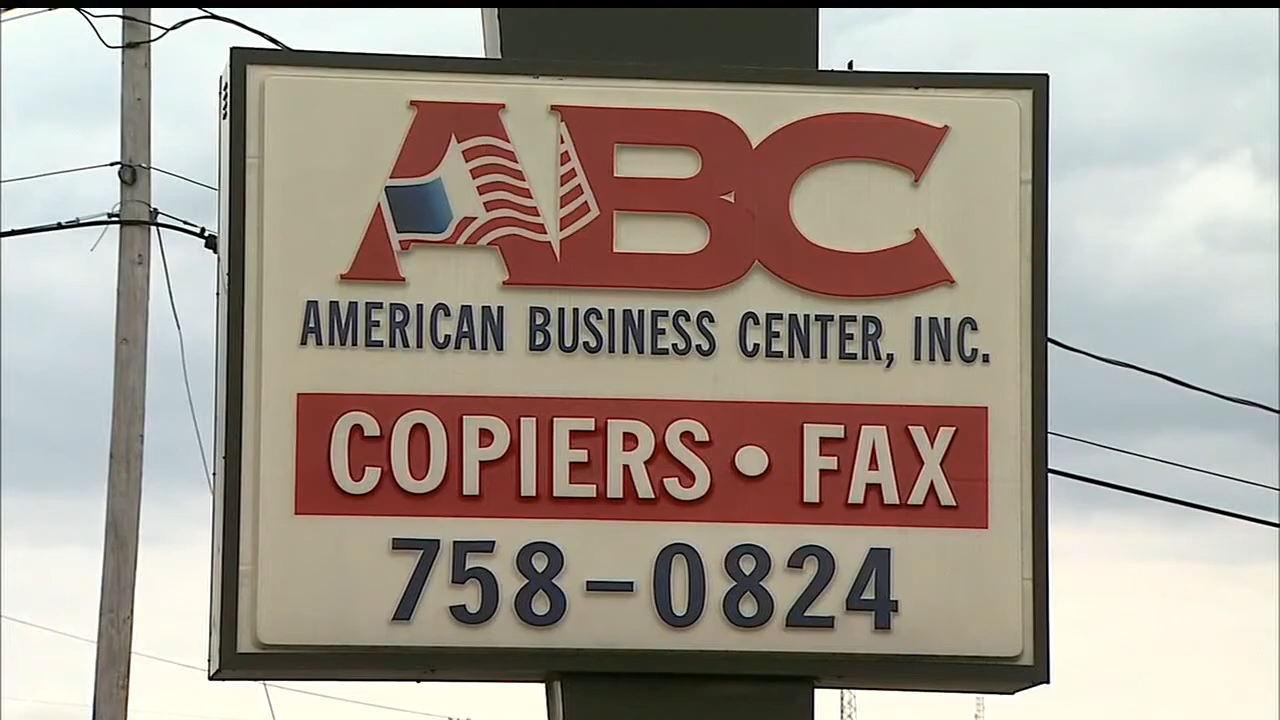 ABC
AMERICAN BUSINESS CENTER, INC.
COPIERS • FAX
758-0824